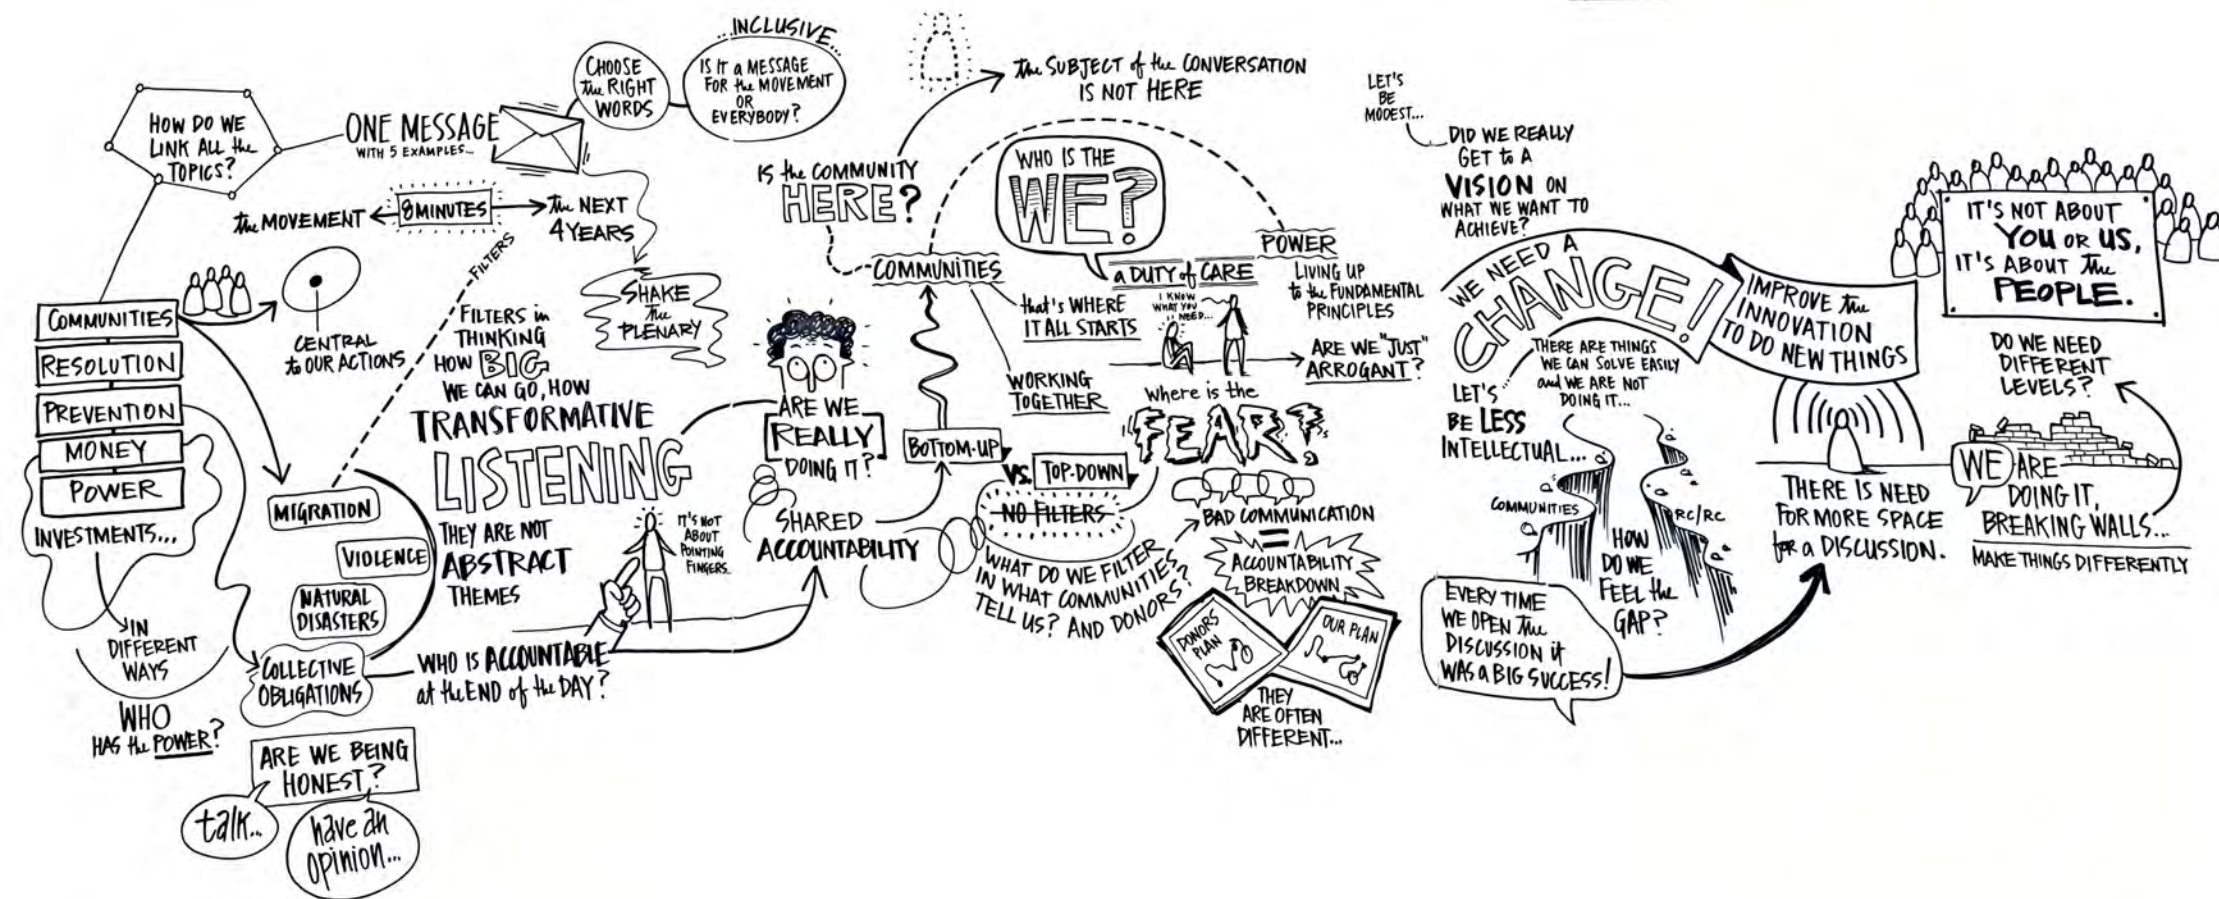 HOW DO WE
LINK ALL the
TOPICS?
ONE MESSAGE
WITH 5 EXAMPLES...
CHOOSE
the RIGHT
WORDS
...INCLUSIVE...
IS IT a MESSAGE
FOR the MOVEMENT
OR
EVERYBODY?
the MOVEMENT
8 MINUTES
the NEXT
4 YEARS
FILTERS
SHAKE
the
PLENARY
COMMUNITIES
RESOLUTION
PREVENTION
MONEY
POWER
INVESTMENTS...
CENTRAL
to OUR ACTIONS
IN
DIFFERENT
WAYS
WHO
HAS the POWER?
MIGRATION
VIOLENCE
NATURAL
DISASTERS
COLLECTIVE
OBLIGATIONS
ARE WE BEING
HONEST?
talk...
have an
opinion...
FILTERS in
THINKING
HOW BIG
WE CAN GO, HOW
TRANSFORMATIVE
LISTENING
THEY ARE NOT
ABSTRACT
THEMES
WHO IS ACCOUNTABLE
at the END of the DAY?
IT'S NOT
ABOUT
POINTING
FINGERS
ARE WE
REALLY
DOING IT?
SHARED
ACCOUNTABILITY
IS the COMMUNITY
HERE?
the SUBJECT of the CONVERSATION
IS NOT HERE
COMMUNITIES
WHO IS THE
WE?
a DUTY of CARE
that's WHERE
IT ALL STARTS
WORKING
TOGETHER
I KNOW
WHAT YOU
NEED...
POWER
LIVING UP
to the FUNDAMENTAL
PRINCIPLES
ARE WE "JUST"
ARROGANT?
BOTTOM-UP
VS.
TOP-DOWN
NO FILTERS
WHAT DO WE FILTER
IN WHAT COMMUNITIES
TELL US? AND DONORS?
where is the
FEAR?
BAD COMMUNICATION
=
ACCOUNTABILITY
BREAKDOWN
DONORS
PLAN
OUR PLAN
THEY
ARE OFTEN
DIFFERENT...
LET'S
BE
MODEST...
DID WE REALLY
GET to A
VISION ON
WHAT WE WANT TO
ACHIEVE?
WE NEED A
CHANGE!
IMPROVE the
INNOVATION
TO DO NEW THINGS
THERE ARE THINGS
WE CAN SOLVE EASILY
and WE ARE NOT
DOING IT...
LET'S
BE LESS
INTELLECTUAL...
COMMUNITIES
RC/RC
HOW
DO WE
FEEL the
GAP?
EVERY TIME
WE OPEN the
DISCUSSION it
WAS a BIG SUCCESS!
THERE IS NEED
FOR MORE SPACE
for a DISCUSSION.
IT'S NOT ABOUT
YOU OR US,
IT'S ABOUT the
PEOPLE.
DO WE NEED
DIFFERENT
LEVELS?
WE ARE
DOING IT,
BREAKING WALLS...
MAKE THINGS DIFFERENTLY